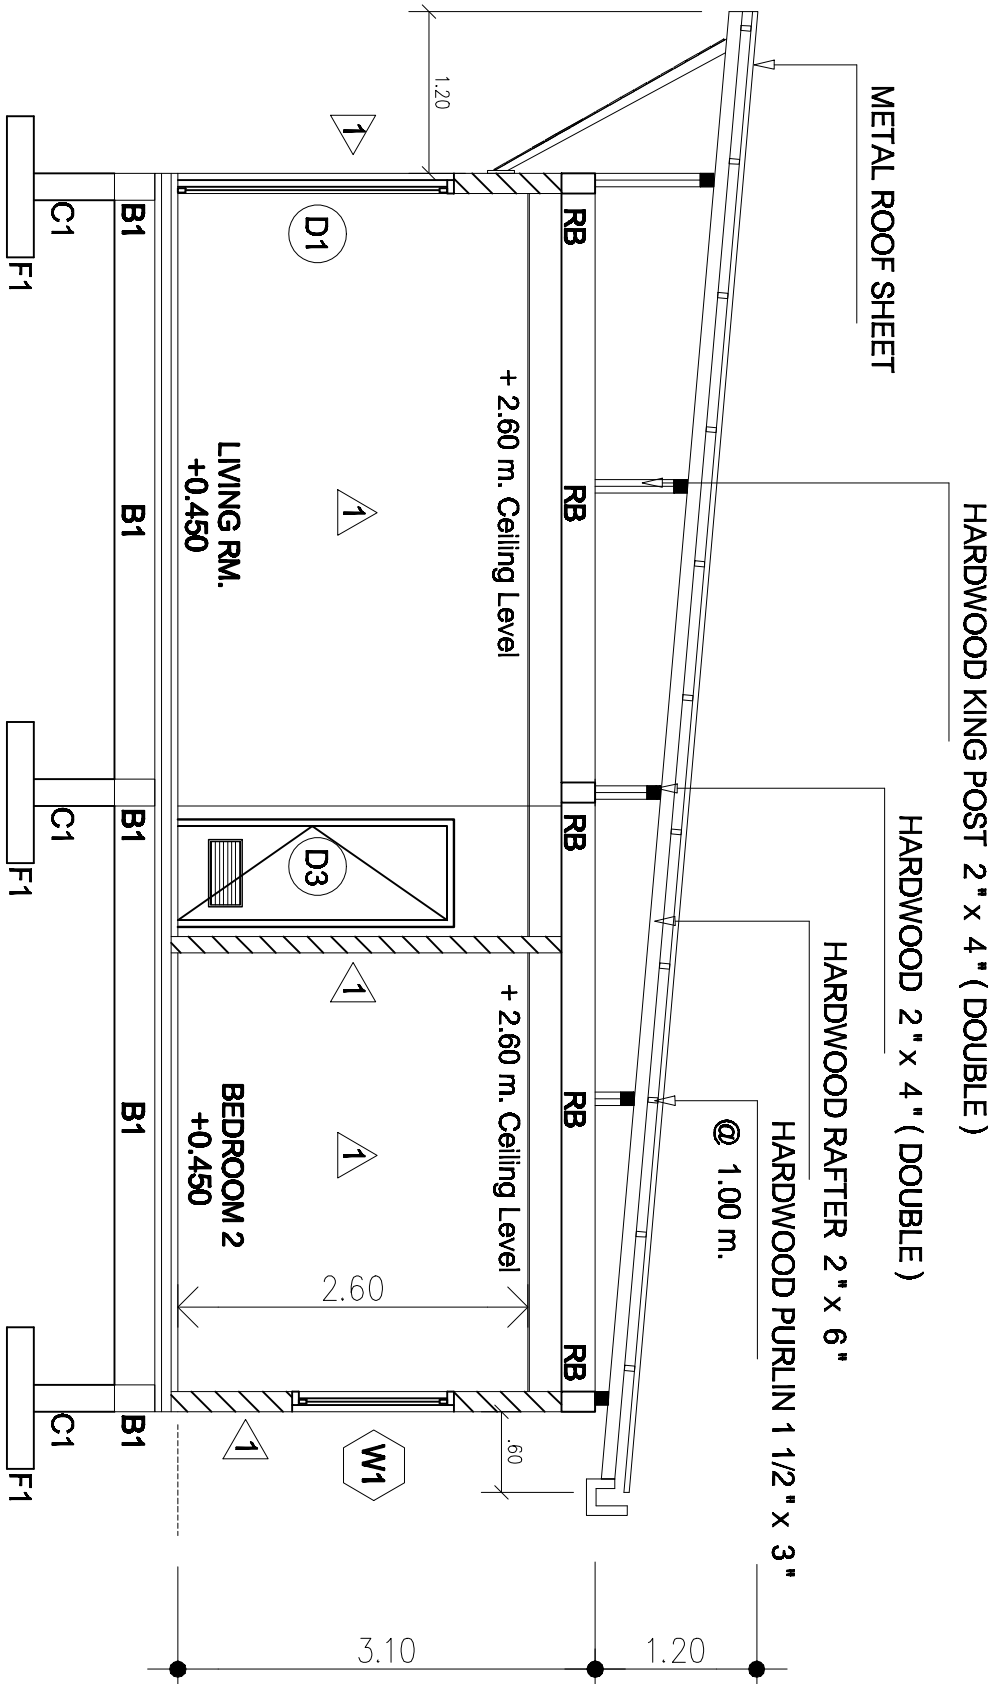 HARDWOOD KING POST 2" x 4" ( DOUBLE )
HARDWOOD 2" x 4" ( DOUBLE )
METAL ROOF SHEET
HARDWOOD RAFTER 2" x 6"
HARDWOOD PURLIN 1 1/2" x 3"
@ 1.00 m.
1.20
RB
RB
RB
RB
RB
.60
+ 2.60 m. Ceiling Level
+ 2.60 m. Ceiling Level
1.20
3.10
2.60
1
1
1
1
1
D1
D3
W1
LIVING RM.
+0.450
BEDROOM 2
+0.450
B1
B1
B1
B1
B1
C1
C1
C1
F1
F1
F1